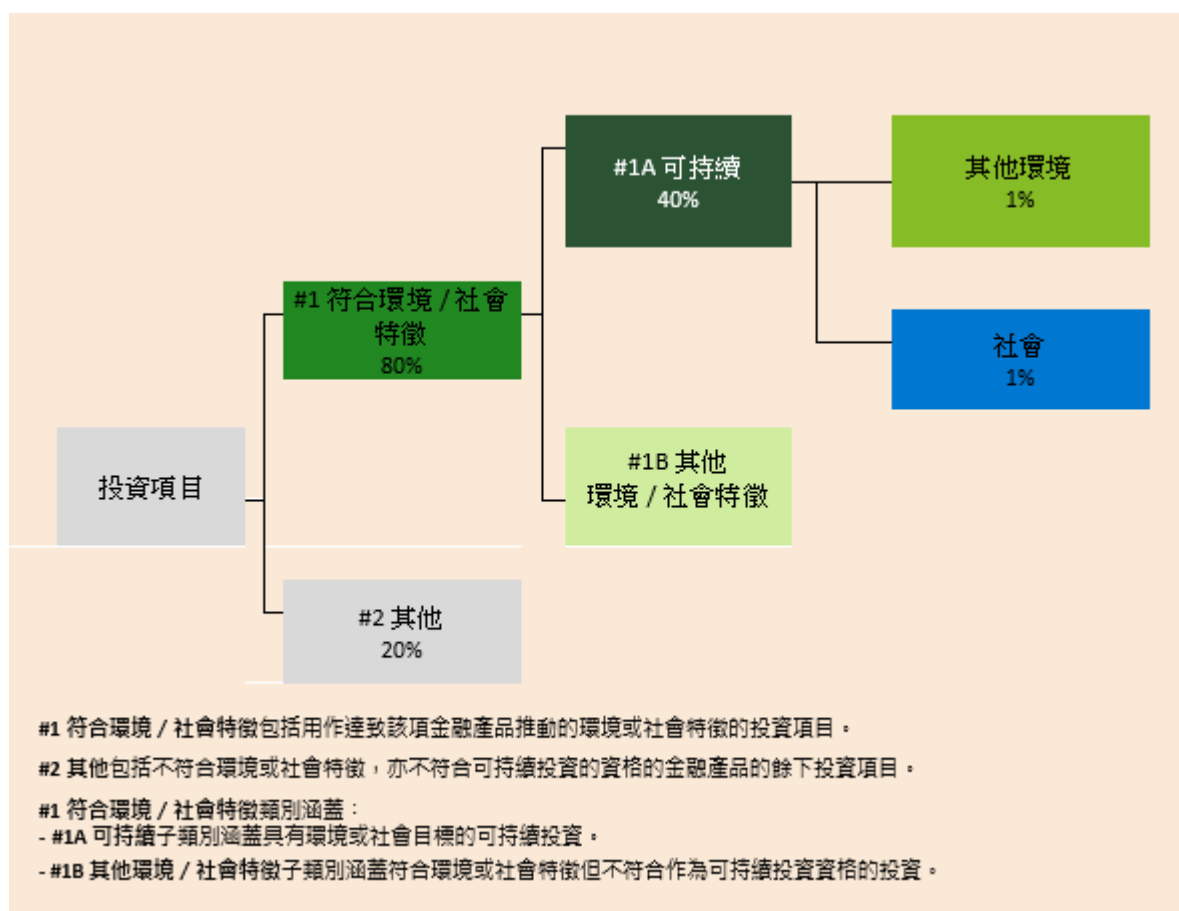 #1A 可持續
40%
其他環境
1%
#1 符合環境 / 社會
特徵
80%
社會
1%
投資項目
#1B 其他
環境 / 社會特徵
#2 其他
20%
#1 符合環境 / 社會特徵包括用作達致該項金融產品推動的環境或社會特徵的投資項目。
#2 其他包括不符合環境或社會特徵，亦不符合可持續投資的資格的金融產品的餘下投資項目。
#1 符合環境 / 社會特徵類別涵蓋：
- #1A 可持續子類別涵蓋具有環境或社會目標的可持續投資。
- #1B 其他環境 / 社會特徵子類別涵蓋符合環境或社會特徵但不符合作為可持續投資資格的投資。